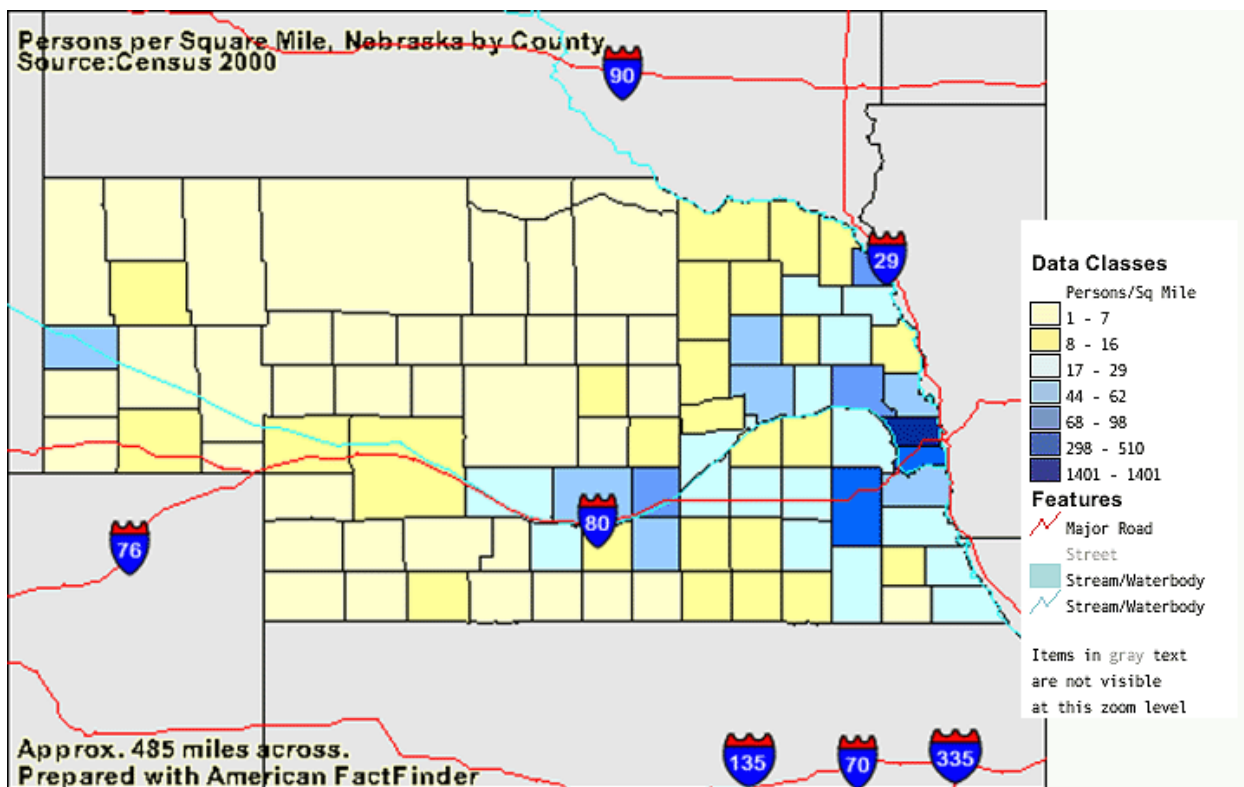 Persons per Square Mile, Nebraska by County
Source:Census 2000
90
29
80
76
Data Classes
Persons/Sq Mile
1 - 7
8 - 16
17 - 29
44 - 62
68 - 98
298 - 510
1401 - 1401
Features
Major Road
Street
Stream/Waterbody
Stream/Waterbody
Items in gray text
are not visible
at this zoom level
Approx. 485 miles across.
Prepared with American FactFinder
135
70
335